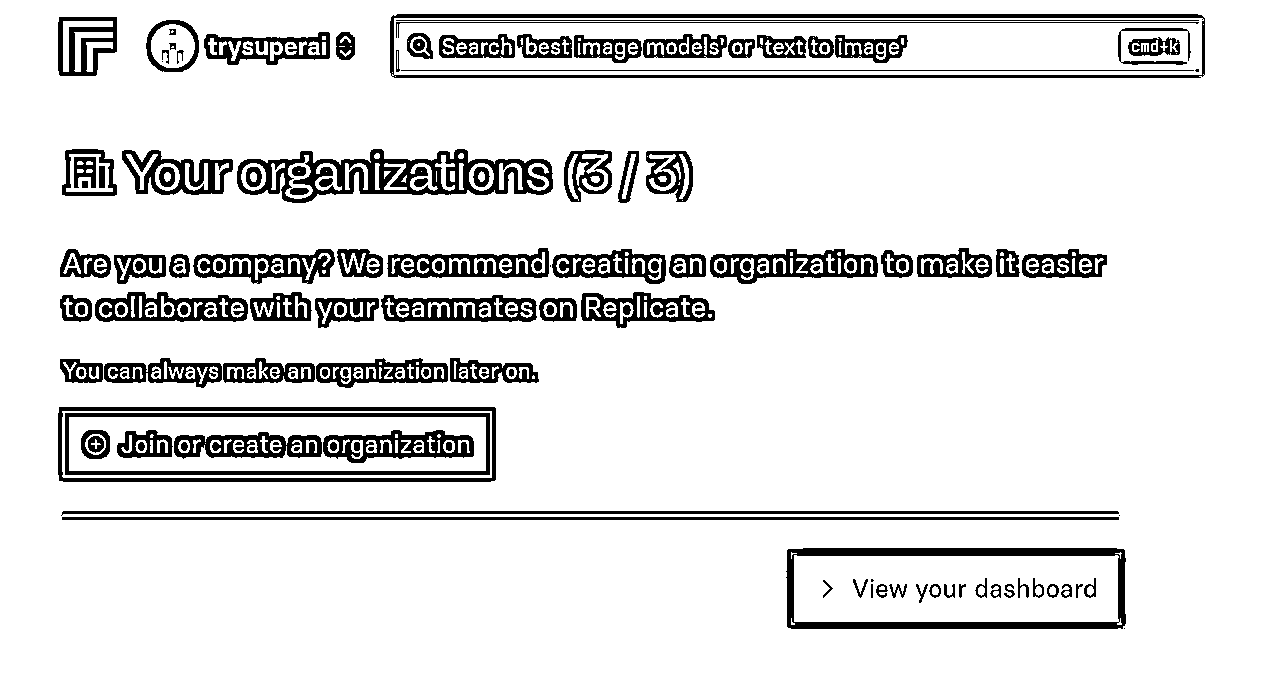 trysuperai
Search 'best image models' or 'text to image'
cmd+k
Your organizations (3 / 3)
Are you a company? We recommend creating an organization to make it easier
to collaborate with your teammates on Replicate.
You can always make an organization later on.
Join or create an organization
View your dashboard